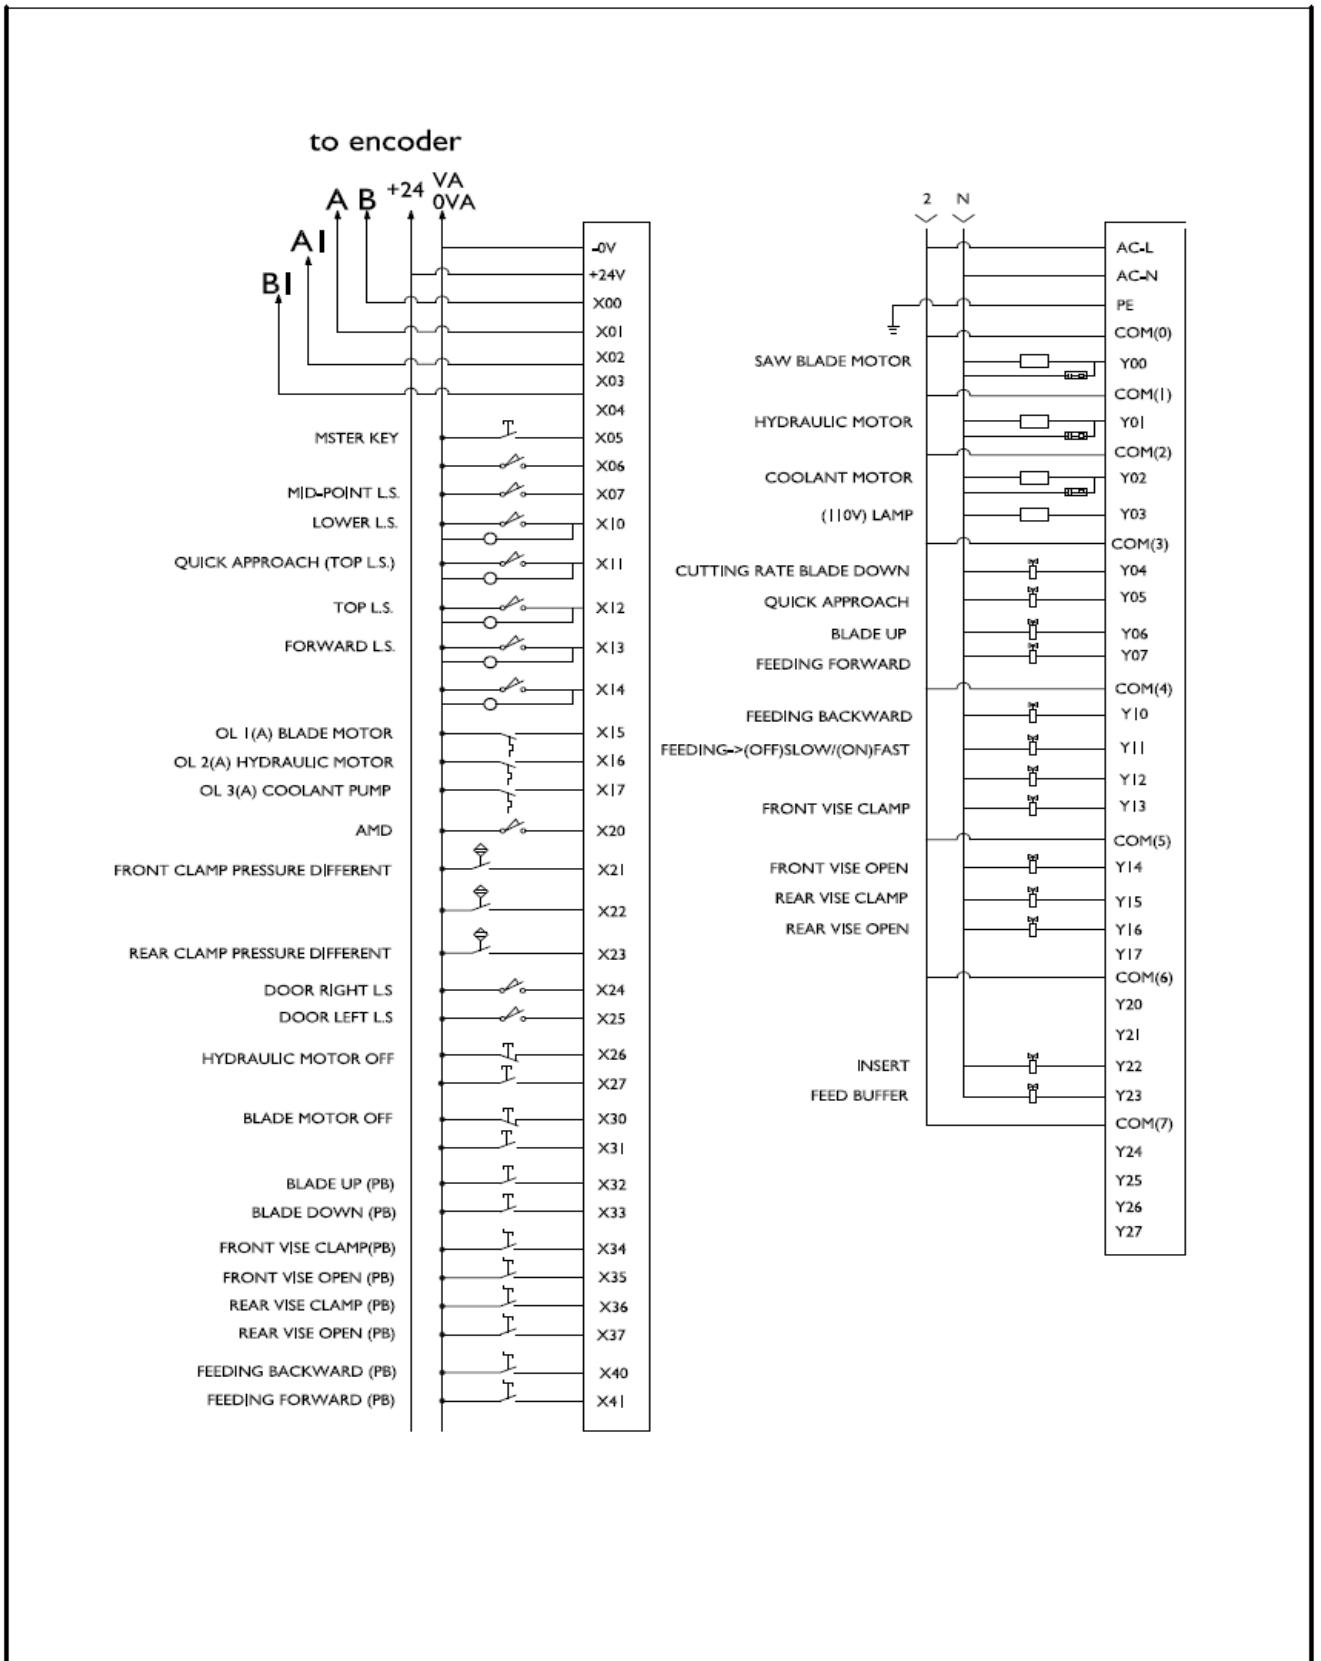 to encoder
A B +24 VA
0VA
A1
B1
-0V
+24V
X00
X01
X02
X03
X04
MSTER KEY X05
X06
MID-POINT L.S. X07
LOWER L.S. X10
QUICK APPROACH (TOP L.S.) X11
TOP L.S. X12
FORWARD L.S. X13
X14
OL 1(A) BLADE MOTOR X15
OL 2(A) HYDRAULIC MOTOR X16
OL 3(A) COOLANT PUMP X17
AMD X20
FRONT CLAMP PRESSURE DIFFERENT X21
X22
REAR CLAMP PRESSURE DIFFERENT X23
DOOR RIGHT L.S X24
DOOR LEFT L.S X25
HYDRAULIC MOTOR OFF X26
X27
BLADE MOTOR OFF X30
X31
BLADE UP (PB) X32
BLADE DOWN (PB) X33
FRONT VISE CLAMP(PB) X34
FRONT VISE OPEN (PB) X35
REAR VISE CLAMP (PB) X36
REAR VISE OPEN (PB) X37
FEEDING BACKWARD (PB) X40
FEEDING FORWARD (PB) X41
2 N
AC-L
AC-N
PE
COM(0)
SAW BLADE MOTOR Y00
COM(1)
HYDRAULIC MOTOR Y01
COM(2)
COOLANT MOTOR Y02
(110V) LAMP Y03
COM(3)
CUTTING RATE BLADE DOWN Y04
QUICK APPROACH Y05
BLADE UP Y06
FEEDING FORWARD Y07
COM(4)
FEEDING BACKWARD Y10
FEEDING->(OFF)SLOW/(ON)FAST Y11
Y12
FRONT VISE CLAMP Y13
COM(5)
FRONT VISE OPEN Y14
REAR VISE CLAMP Y15
REAR VISE OPEN Y16
Y17
COM(6)
Y20
Y21
INSERT Y22
FEED BUFFER Y23
COM(7)
Y24
Y25
Y26
Y27